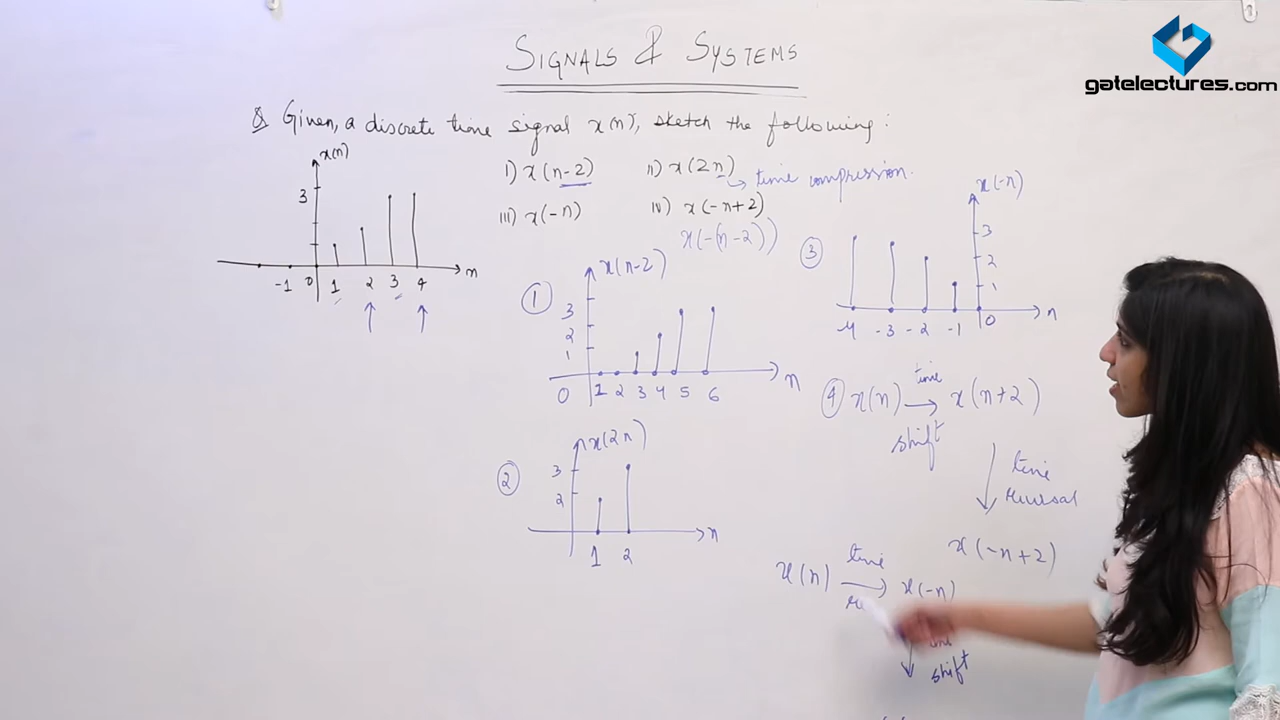 SIGNALS & SYSTEMS
gatelectures.com
Q Given, a discrete time signal x(n), sketch the following:
i) x(n-2) ii) x(2n) → time compression.
iii) x(-n) iv) x(-n+2)
x(-(n-2))
x(n)
3
-1 0 1 2 3 4 n
① x(n-2)
3
2
1
0 1 2 3 4 5 6 n
② x(2n)
3
2
1 2 n
③ x(-n)
3
2
1
-4 -3 -2 -1 0 n
④ x(n) time → x(n+2)
shift
time
reversal
x(-n+2)
x(n) time → x(-n)
shift